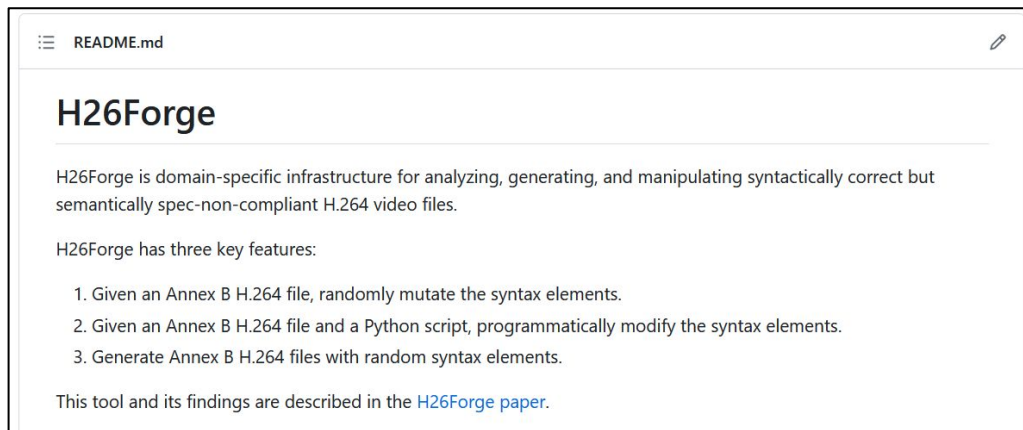 README.md
H26Forge
H26Forge is domain-specific infrastructure for analyzing, generating, and manipulating syntactically correct but
semantically spec-non-compliant H.264 video files.
H26Forge has three key features:
1. Given an Annex B H.264 file, randomly mutate the syntax elements.
2. Given an Annex B H.264 file and a Python script, programmatically modify the syntax elements.
3. Generate Annex B H.264 files with random syntax elements.
This tool and its findings are described in the H26Forge paper.